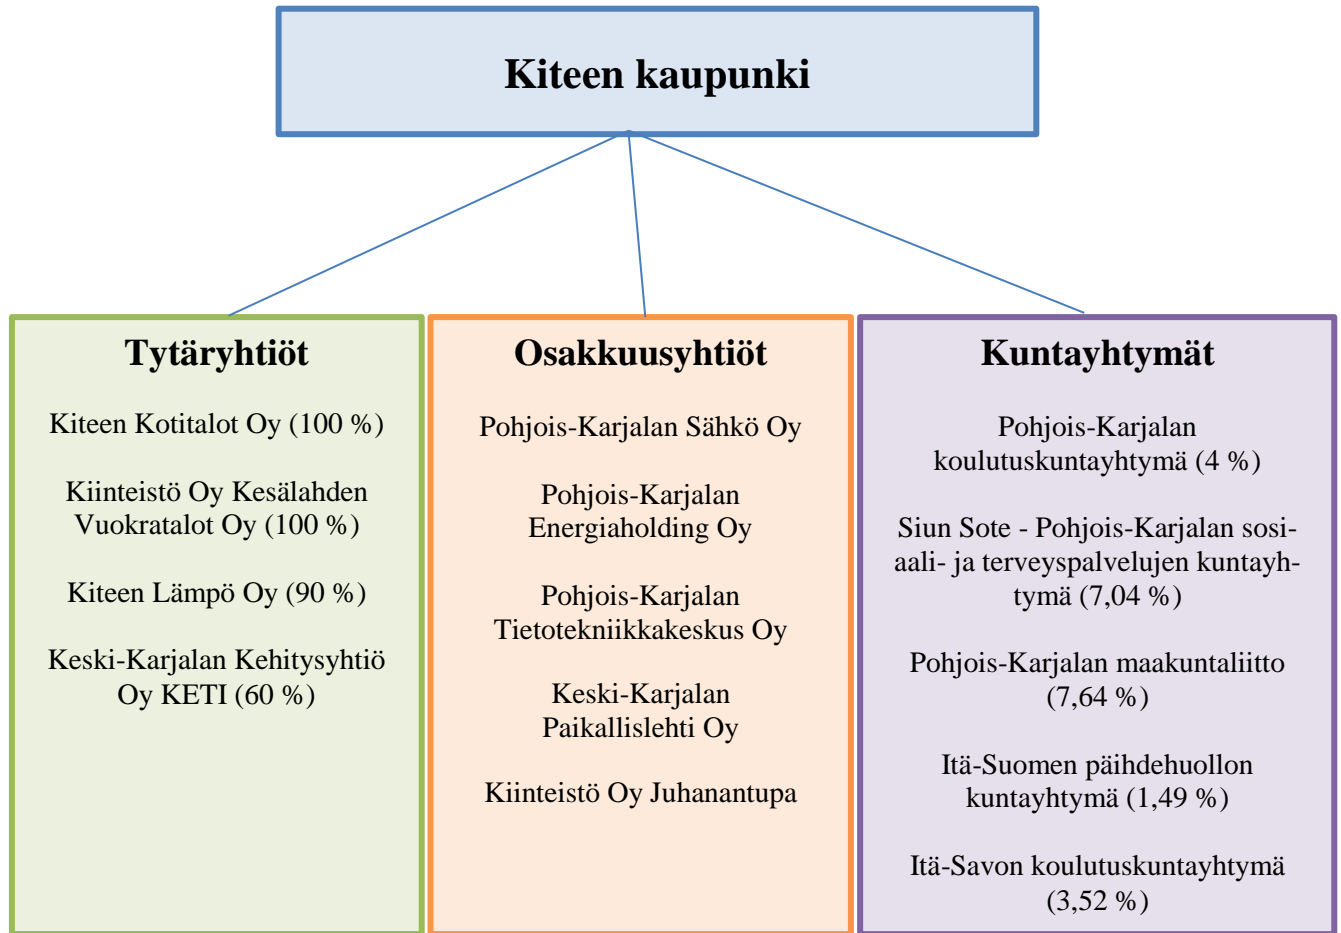 Kiteen kaupunki
Tytäryhtiöt
Kiteen Kotitalot Oy (100 %)
Kiinteistö Oy Kesälahden
Vuokratalot Oy (100 %)
Kiteen Lämpö Oy (90 %)
Keski-Karjalan Kehitysyhtiö
Oy KETI (60 %)
Osakkuusyhtiöt
Pohjois-Karjalan Sähkö Oy
Pohjois-Karjalan
Energiaholding Oy
Pohjois-Karjalan
Tietotekniikkakeskus Oy
Keski-Karjalan
Paikallislehti Oy
Kiinteistö Oy Juhanantupa
Kuntayhtymät
Pohjois-Karjalan
koulutuskuntayhtymä (4 %)
Siun Sote - Pohjois-Karjalan sosi-
aali- ja terveyspalvelujen kuntayh-
tymä (7,04 %)
Pohjois-Karjalan maakuntaliitto
(7,64 %)
Itä-Suomen päihdehuollon
kuntayhtymä (1,49 %)
Itä-Savon koulutuskuntayhtymä
(3,52 %)